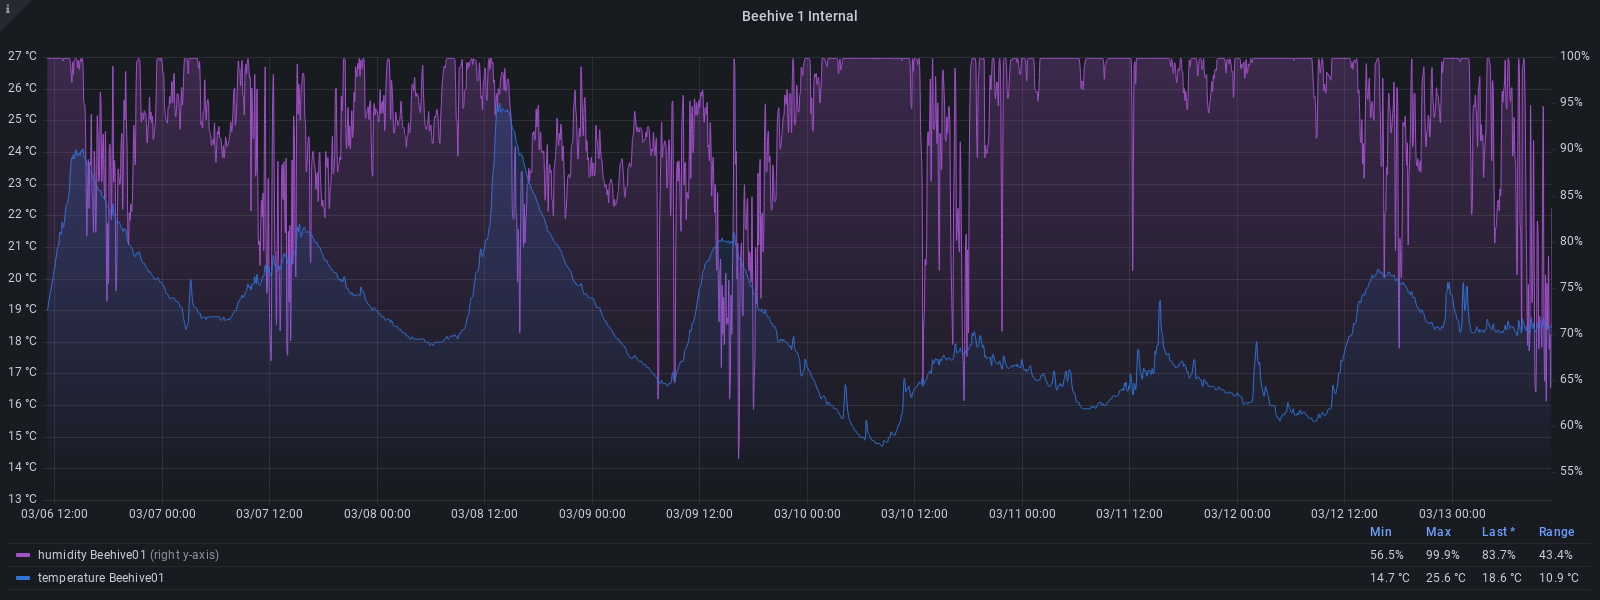 i
Beehive 1 Internal
27 °C 100%
26 °C 95%
25 °C 90%
24 °C 85%
23 °C 80%
22 °C 75%
21 °C 70%
20 °C 65%
19 °C 60%
18 °C 55%
17 °C
16 °C
15 °C
14 °C
13 °C
03/06 12:00 03/07 00:00 03/07 12:00 03/08 00:00 03/08 12:00 03/09 00:00 03/09 12:00 03/10 00:00 03/10 12:00 03/11 00:00 03/11 12:00 03/12 00:00 03/12 12:00 03/13 00:00
Min Max Last * Range
humidity Beehive01 (right y-axis) 56.5% 99.9% 83.7% 43.4%
temperature Beehive01 14.7 °C 25.6 °C 18.6 °C 10.9 °C